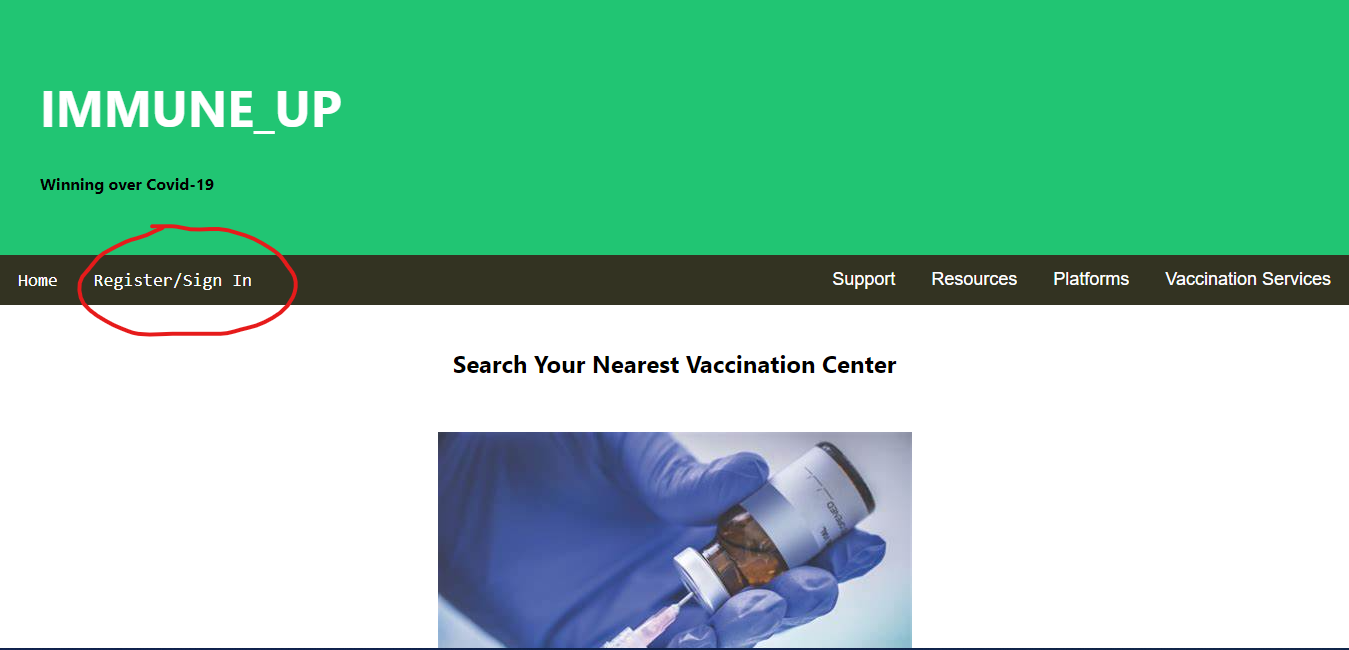 IMMUNE_UP
Winning over Covid-19
Home Register/Sign In Support Resources Platforms Vaccination Services
Search Your Nearest Vaccination Center